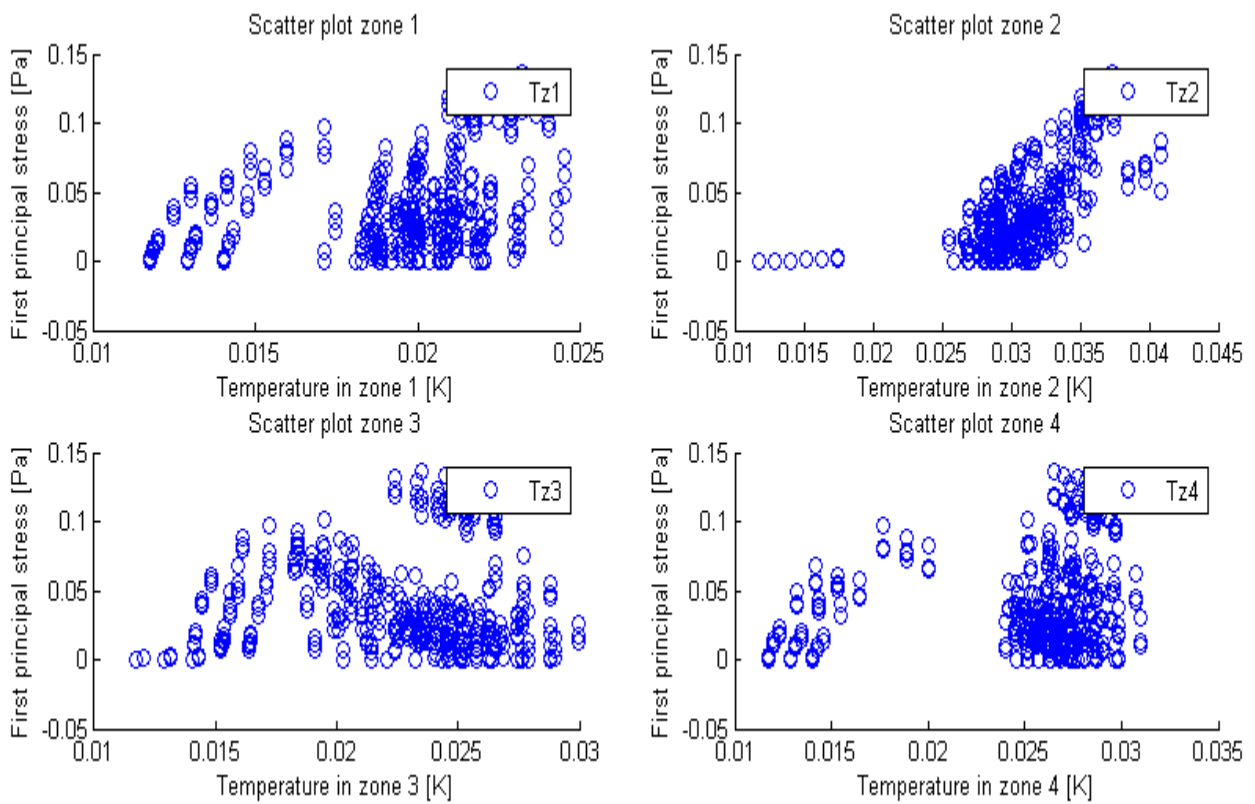 Scatter plot zone 1
First principal stress [Pa]
0.15
0.1
0.05
0
-0.05
Tz1
0.01 0.015 0.02 0.025
Temperature in zone 1 [K]
Scatter plot zone 2
First principal stress [Pa]
0.15
0.1
0.05
0
-0.05
Tz2
0.01 0.015 0.02 0.025 0.03 0.035 0.04 0.045
Temperature in zone 2 [K]
Scatter plot zone 3
First principal stress [Pa]
0.15
0.1
0.05
0
-0.05
Tz3
0.01 0.015 0.02 0.025 0.03
Temperature in zone 3 [K]
Scatter plot zone 4
First principal stress [Pa]
0.15
0.1
0.05
0
-0.05
Tz4
0.01 0.015 0.02 0.025 0.03 0.035
Temperature in zone 4 [K]